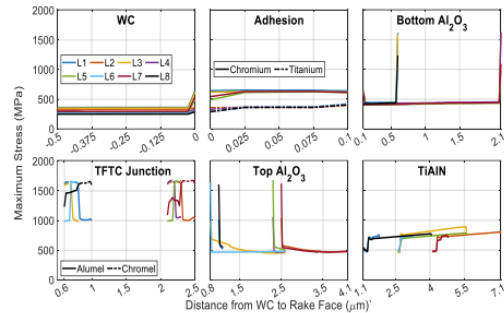 WC
Adhesion
Bottom Al₂O₃
2000
1500
1000
500
0
L1 L2 L3 L4
L5 L6 L7 L8
Chromium Titanium
-0.5 -0.375 -0.25 -0.125 0
0 0.025 0.05 0.075 0.1
0.1 0.6 1.1 1.6 2.1
Maximum Stress (MPa)
TFTC Junction
Top Al₂O₃
TiAlN
2000
1500
1000
500
0
Alumel Chromel
0.6 1 1.5 2 2.5
0.8 1.5 2.5 3.5 4.1
1.1 2.5 4 5.5 7.1
Distance from WC to Rake Face (μm)